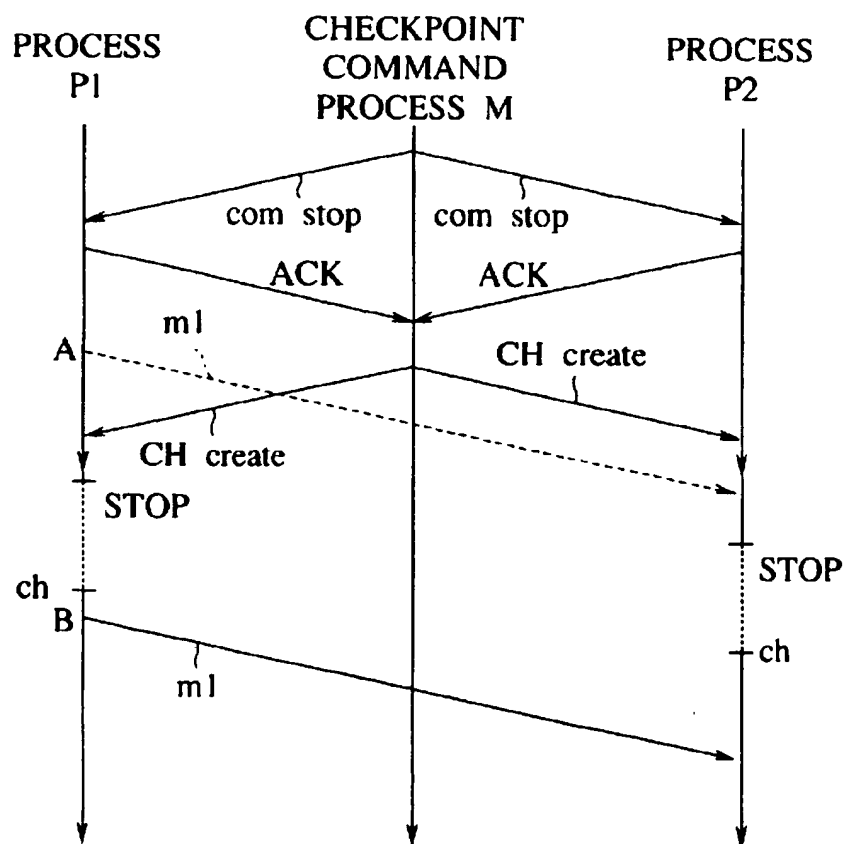 PROCESS
P1
CHECKPOINT
COMMAND
PROCESS M
PROCESS
P2
com stop
com stop
ACK
ACK
m1
A
CH create
CH create
STOP
STOP
ch
B
ch
m1